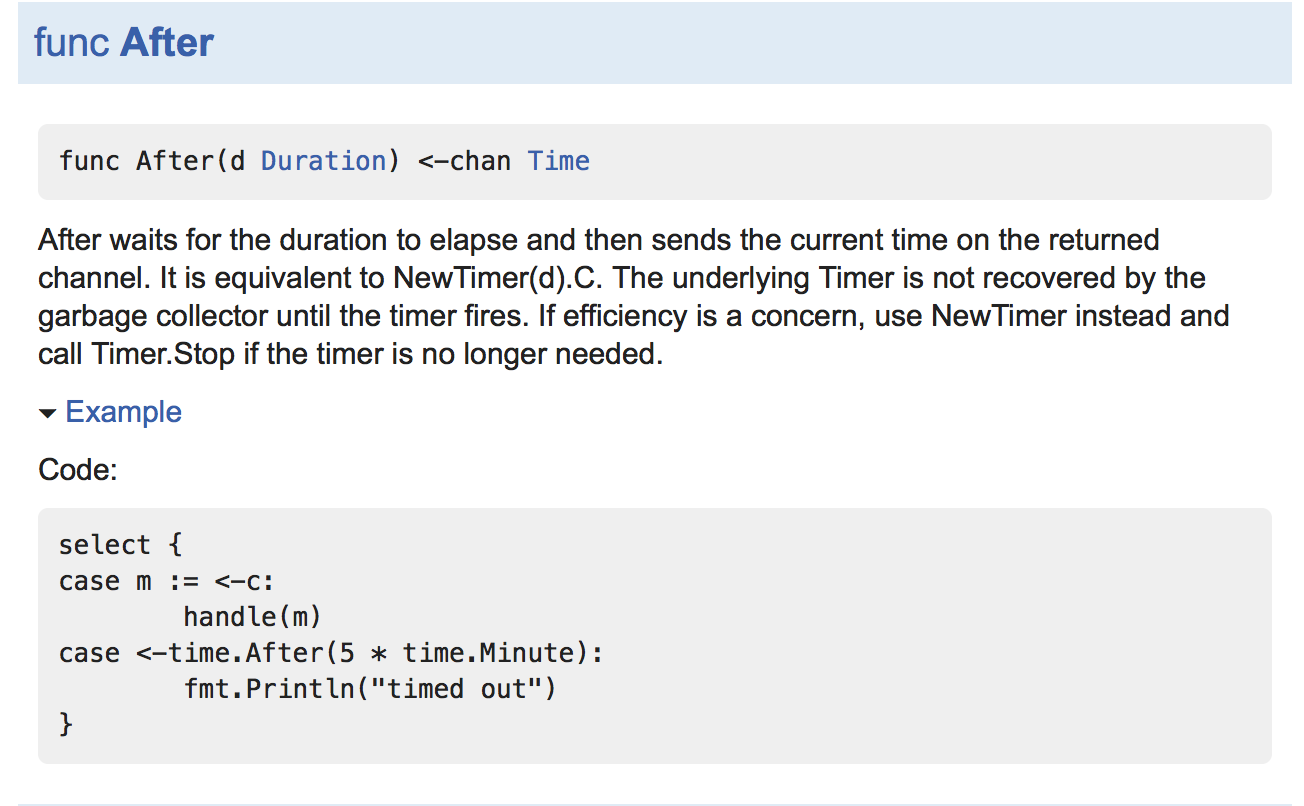 func After
func After(d Duration) <-chan Time
After waits for the duration to elapse and then sends the current time on the returned
channel. It is equivalent to NewTimer(d).C. The underlying Timer is not recovered by the
garbage collector until the timer fires. If efficiency is a concern, use NewTimer instead and
call Timer.Stop if the timer is no longer needed.
Example
Code:
select {
case m := <-c:
        handle(m)
case <-time.After(5 * time.Minute):
        fmt.Println("timed out")
}